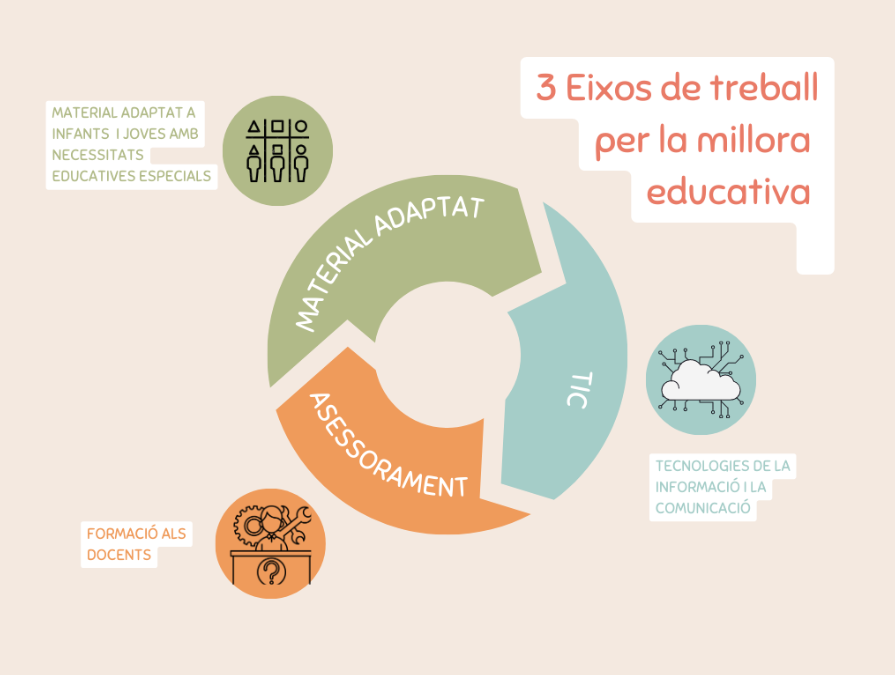 3 Eixos de treball
per la millora
educativa
MATERIAL ADAPTAT A
INFANTS I JOVES AMB
NECESSITATS
EDUCATIVES ESPECIALS
MATERIAL ADAPTAT
TIC
TECNOLOGIES DE LA
INFORMACIÓ I LA
COMUNICACIÓ
ASESSORAMENT
FORMACIÓ ALS
DOCENTS
?